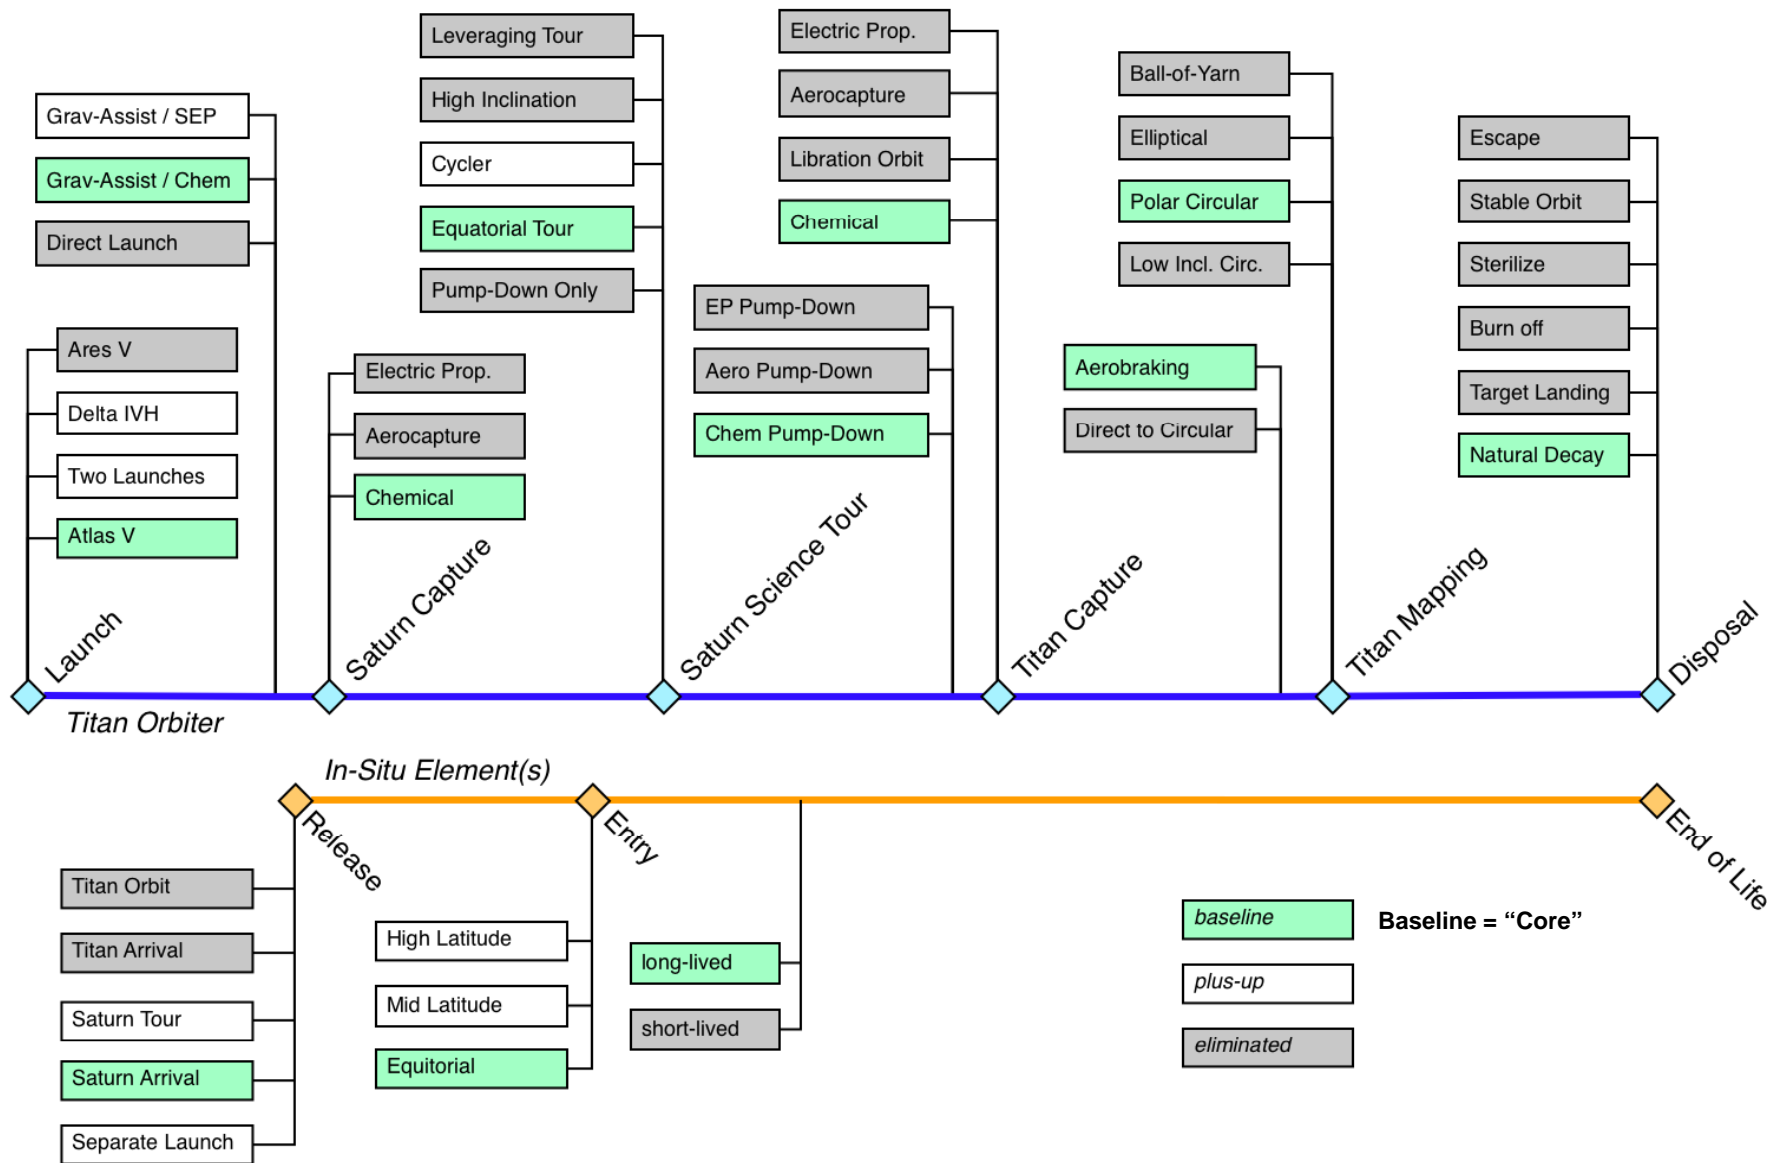 Leveraging Tour
High Inclination
Cycler
Equatorial Tour
Pump-Down Only
Electric Prop.
Aerocapture
Libration Orbit
Chemical
Ball-of-Yarn
Elliptical
Polar Circular
Low Incl. Circ.
Escape
Stable Orbit
Sterilize
Burn off
Target Landing
Natural Decay
Grav-Assist / SEP
Grav-Assist / Chem
Direct Launch
Ares V
Delta IVH
Two Launches
Atlas V
Electric Prop.
Aerocapture
Chemical
EP Pump-Down
Aero Pump-Down
Chem Pump-Down
Aerobraking
Direct to Circular
Launch
Saturn Capture
Saturn Science Tour
Titan Capture
Titan Mapping
Disposal
Titan Orbiter
In-Situ Element(s)
Release
Entry
End of Life
Titan Orbit
Titan Arrival
Saturn Tour
Saturn Arrival
Separate Launch
High Latitude
Mid Latitude
Equitorial
long-lived
short-lived
baseline
Baseline = “Core”
plus-up
eliminated